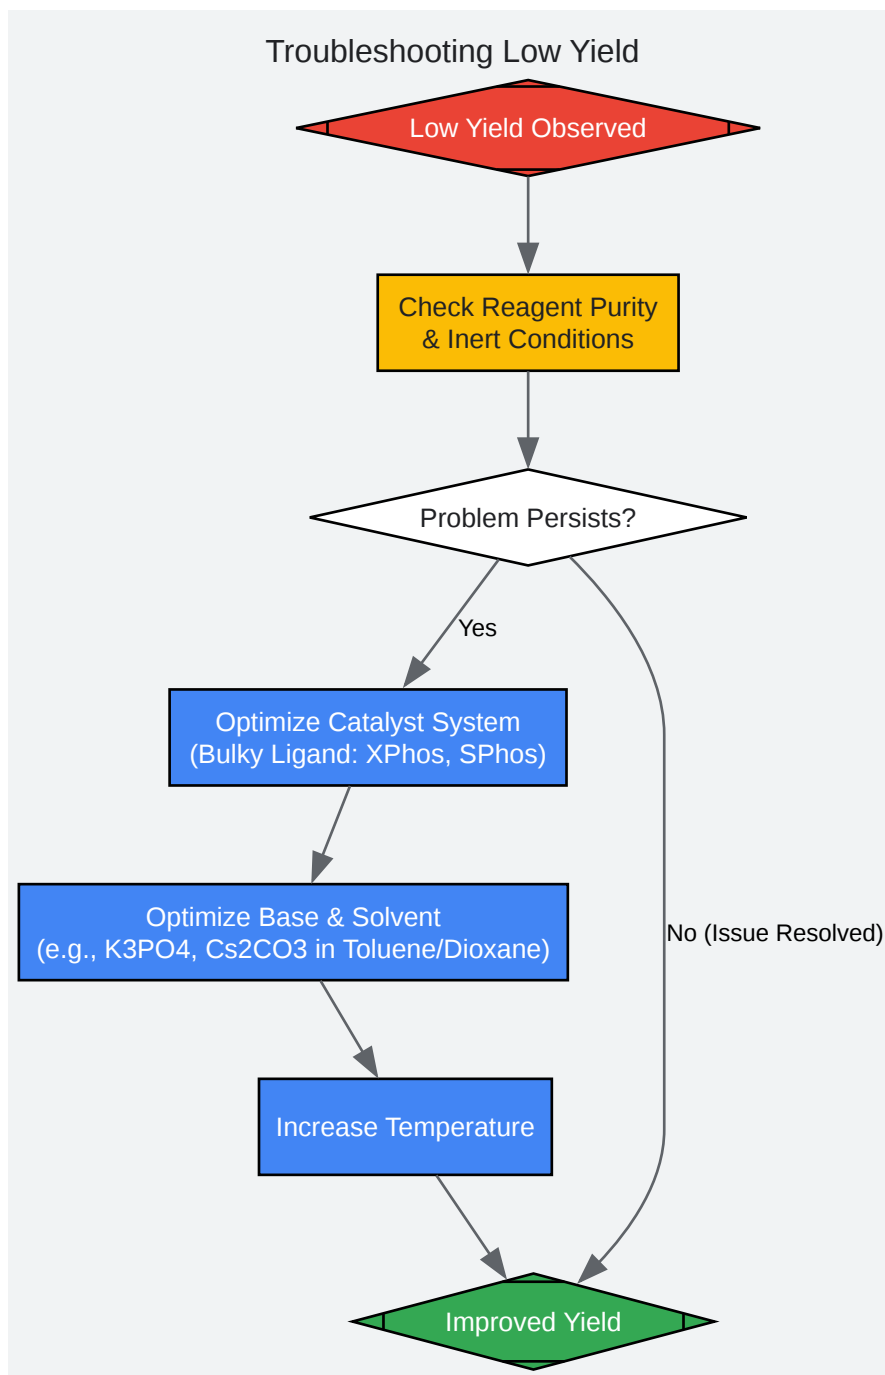 Troubleshooting Low Yield
Low Yield Observed
Check Reagent Purity
& Inert Conditions
Problem Persists?
Yes
Optimize Catalyst System
(Bulky Ligand: XPhos, SPhos)
Optimize Base & Solvent
(e.g., K3PO4, Cs2CO3 in Toluene/Dioxane)
No (Issue Resolved)
Increase Temperature
Improved Yield